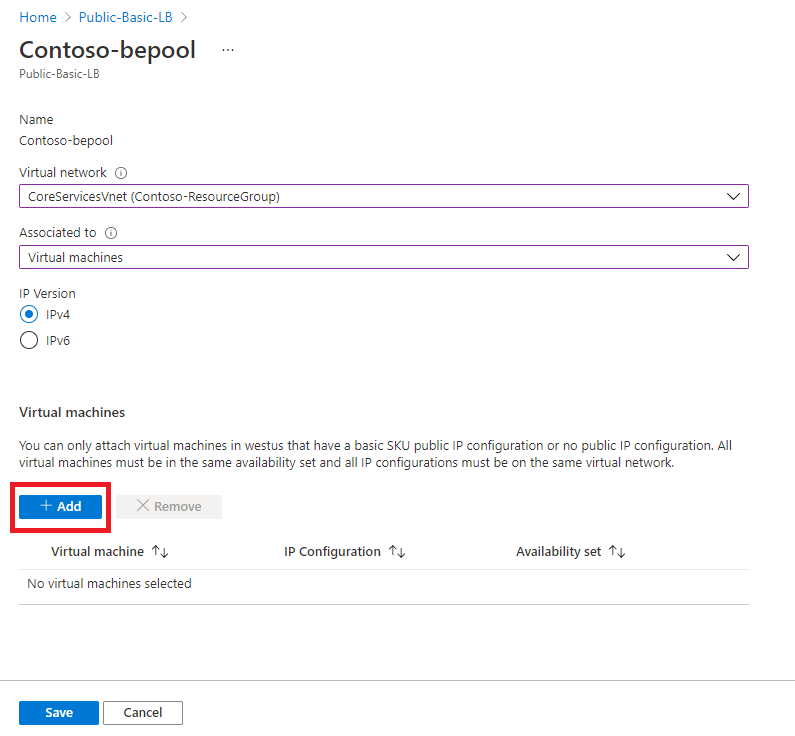 Home > Public-Basic-LB >
Contoso-bepool ...
Public-Basic-LB
Name
Contoso-bepool
Virtual network
CoreServicesVnet (Contoso-ResourceGroup)
Associated to
Virtual machines
IP Version
IPv4
IPv6
Virtual machines
You can only attach virtual machines in westus that have a basic SKU public IP configuration or no public IP configuration. All
virtual machines must be in the same availability set and all IP configurations must be on the same virtual network.
+ Add × Remove
Virtual machine ↑↓ IP Configuration ↑↓ Availability set ↑↓
No virtual machines selected
Save Cancel